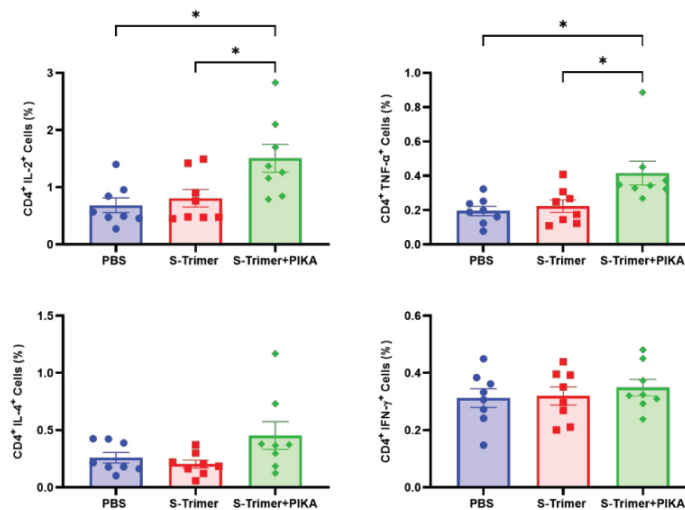 *
*
CD4⁺ IL-2⁺ Cells (%)
3
2
1
0
PBS
S-Trimer
S-Trimer+PIKA
*
*
CD4⁺ TNF-α⁺ Cells (%)
1.0
0.8
0.6
0.4
0.2
0.0
PBS
S-Trimer
S-Trimer+PIKA
CD4⁺ IL-4⁺ Cells (%)
1.5
1.0
0.5
0.0
PBS
S-Trimer
S-Trimer+PIKA
CD4⁺ IFN-γ⁺ Cells (%)
0.6
0.4
0.2
0.0
PBS
S-Trimer
S-Trimer+PIKA